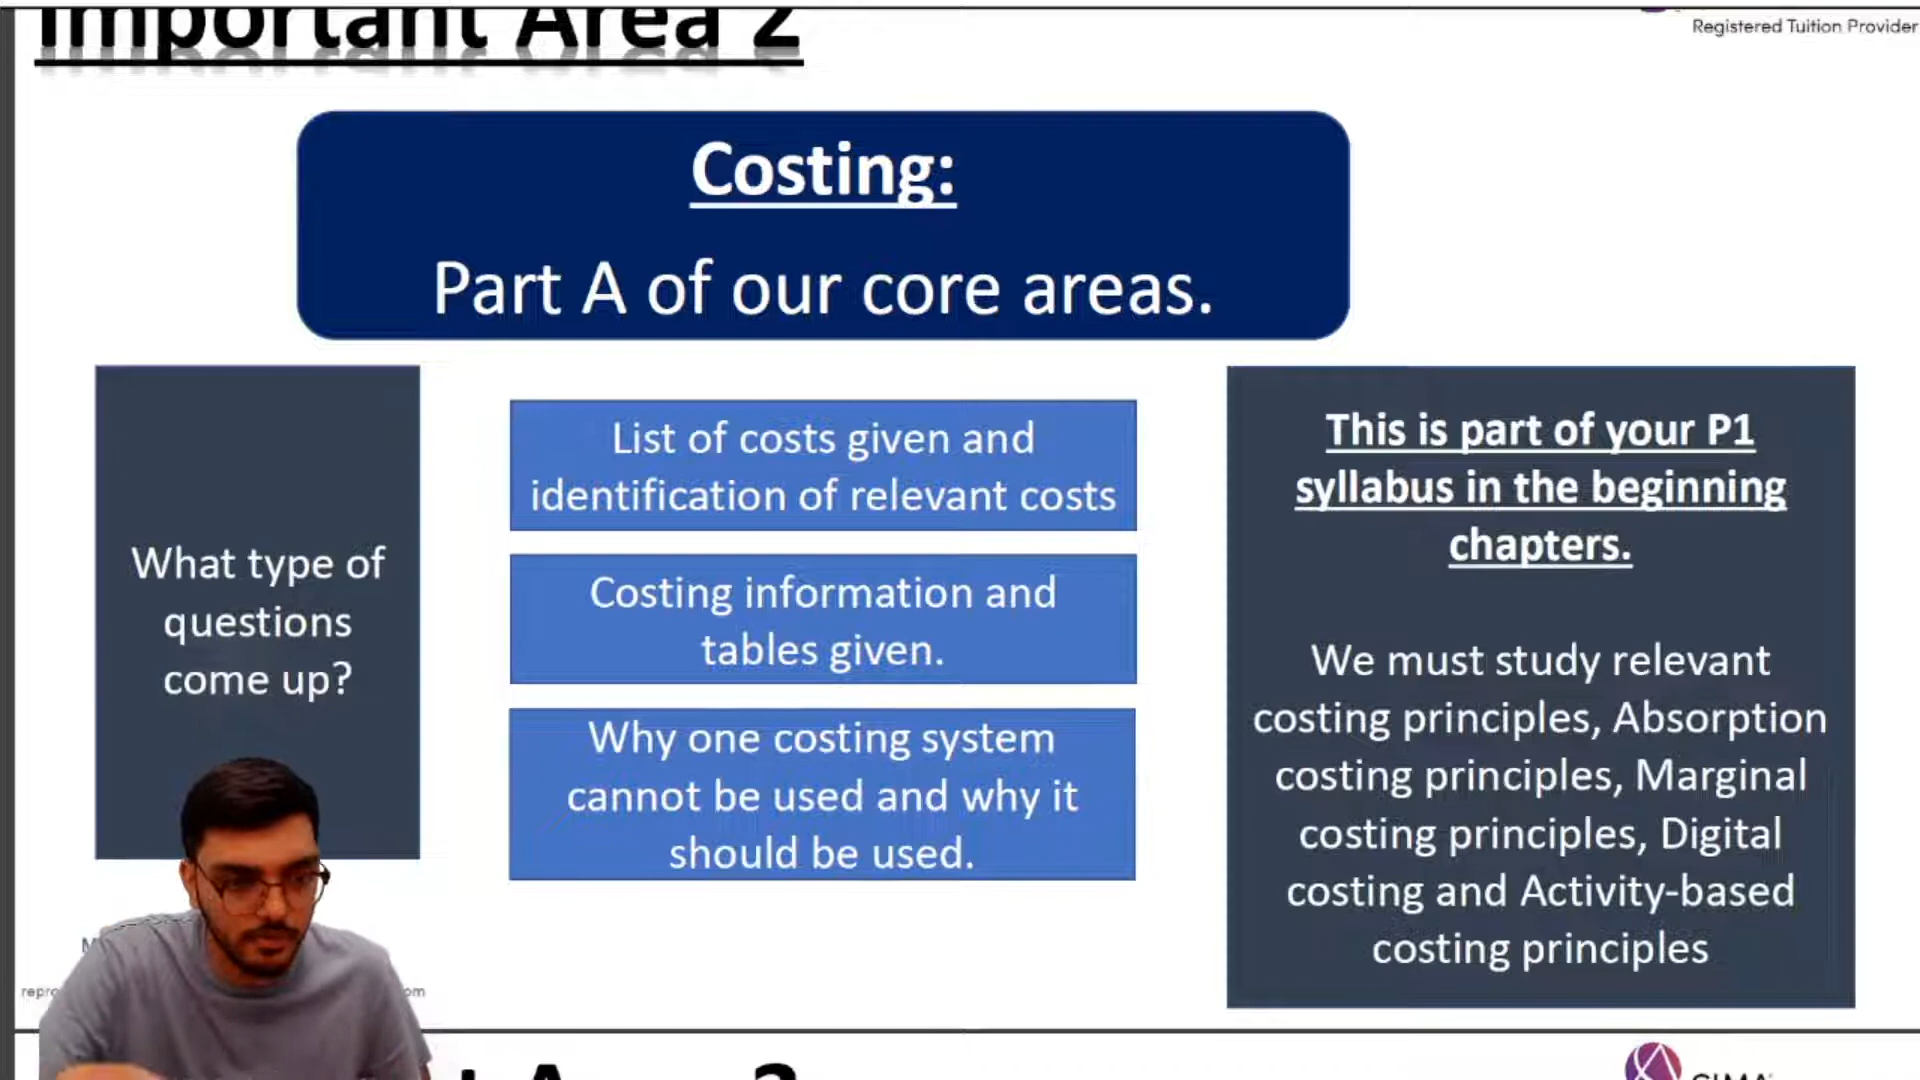 Important Area 2
Registered Tuition Provider
Costing:
Part A of our core areas.
What type of
questions
come up?
List of costs given and
identification of relevant costs
Costing information and
tables given.
Why one costing system
cannot be used and why it
should be used.
This is part of your P1
syllabus in the beginning
chapters.
We must study relevant
costing principles, Absorption
costing principles, Marginal
costing principles, Digital
costing and Activity-based
costing principles